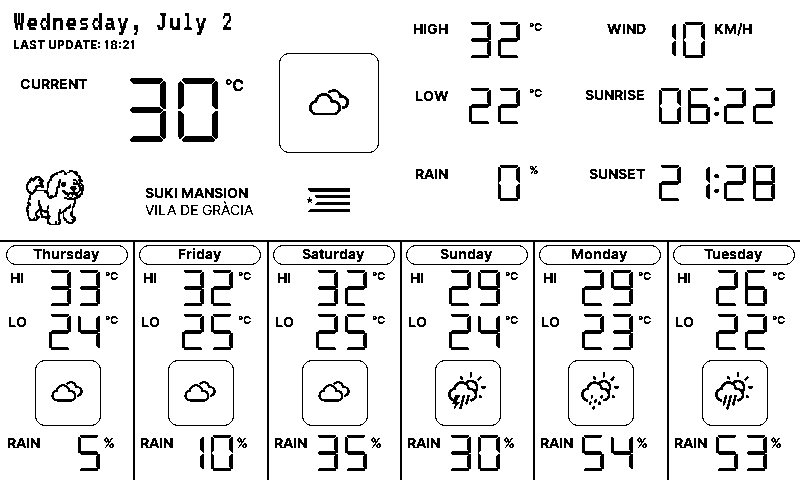 Wednesday, July 2
LAST UPDATE: 18:21
CURRENT 30 °C
SUKI MANSION
VILA DE GRÀCIA
HIGH 32 °C
LOW 22 °C
RAIN 0 %
WIND 10 KM/H
SUNRISE 06:22
SUNSET 21:28
Thursday
HI 33 °C
LO 24 °C
RAIN 5 %
Friday
HI 32 °C
LO 25 °C
RAIN 10 %
Saturday
HI 32 °C
LO 25 °C
RAIN 35 %
Sunday
HI 29 °C
LO 24 °C
RAIN 30 %
Monday
HI 29 °C
LO 23 °C
RAIN 54 %
Tuesday
HI 26 °C
LO 22 °C
RAIN 53 %